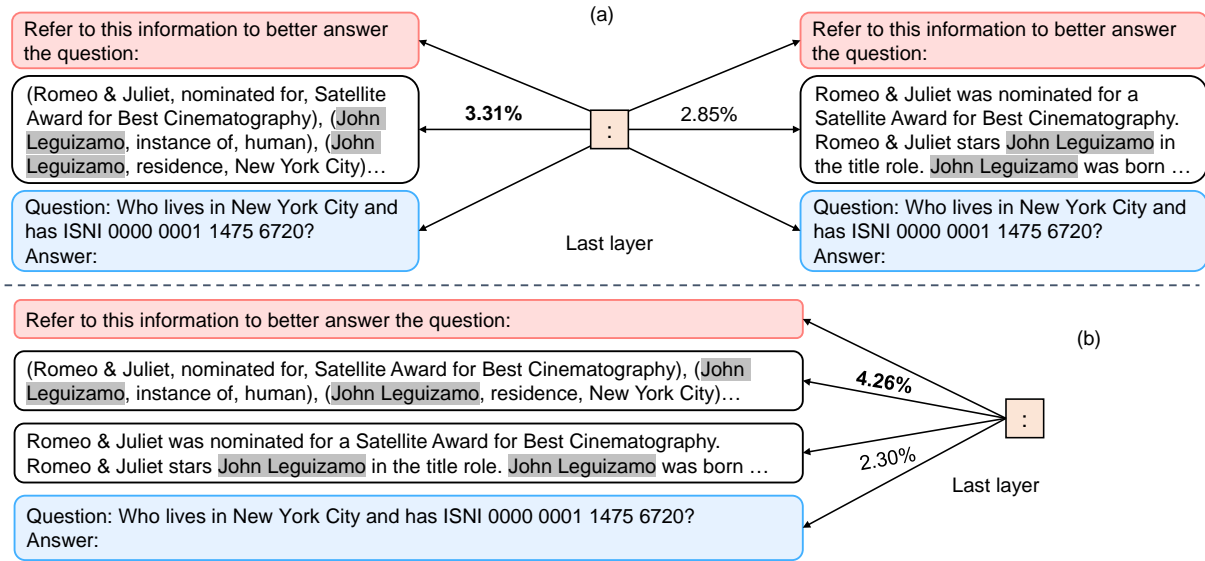 (a)
Refer to this information to better answer
the question:
(Romeo & Juliet, nominated for, Satellite
Award for Best Cinematography), (John
Leguizamo, instance of, human), (John
Leguizamo, residence, New York City)…
Question: Who lives in New York City and
has ISNI 0000 0001 1475 6720?
Answer:
3.31%
:
2.85%
Last layer
Refer to this information to better answer
the question:
Romeo & Juliet was nominated for a
Satellite Award for Best Cinematography.
Romeo & Juliet stars John Leguizamo in
the title role. John Leguizamo was born …
Question: Who lives in New York City and
has ISNI 0000 0001 1475 6720?
Answer:
(b)
Refer to this information to better answer the question:
(Romeo & Juliet, nominated for, Satellite Award for Best Cinematography), (John
Leguizamo, instance of, human), (John Leguizamo, residence, New York City)…
Romeo & Juliet was nominated for a Satellite Award for Best Cinematography.
Romeo & Juliet stars John Leguizamo in the title role. John Leguizamo was born …
Question: Who lives in New York City and has ISNI 0000 0001 1475 6720?
Answer:
4.26%
:
2.30%
Last layer